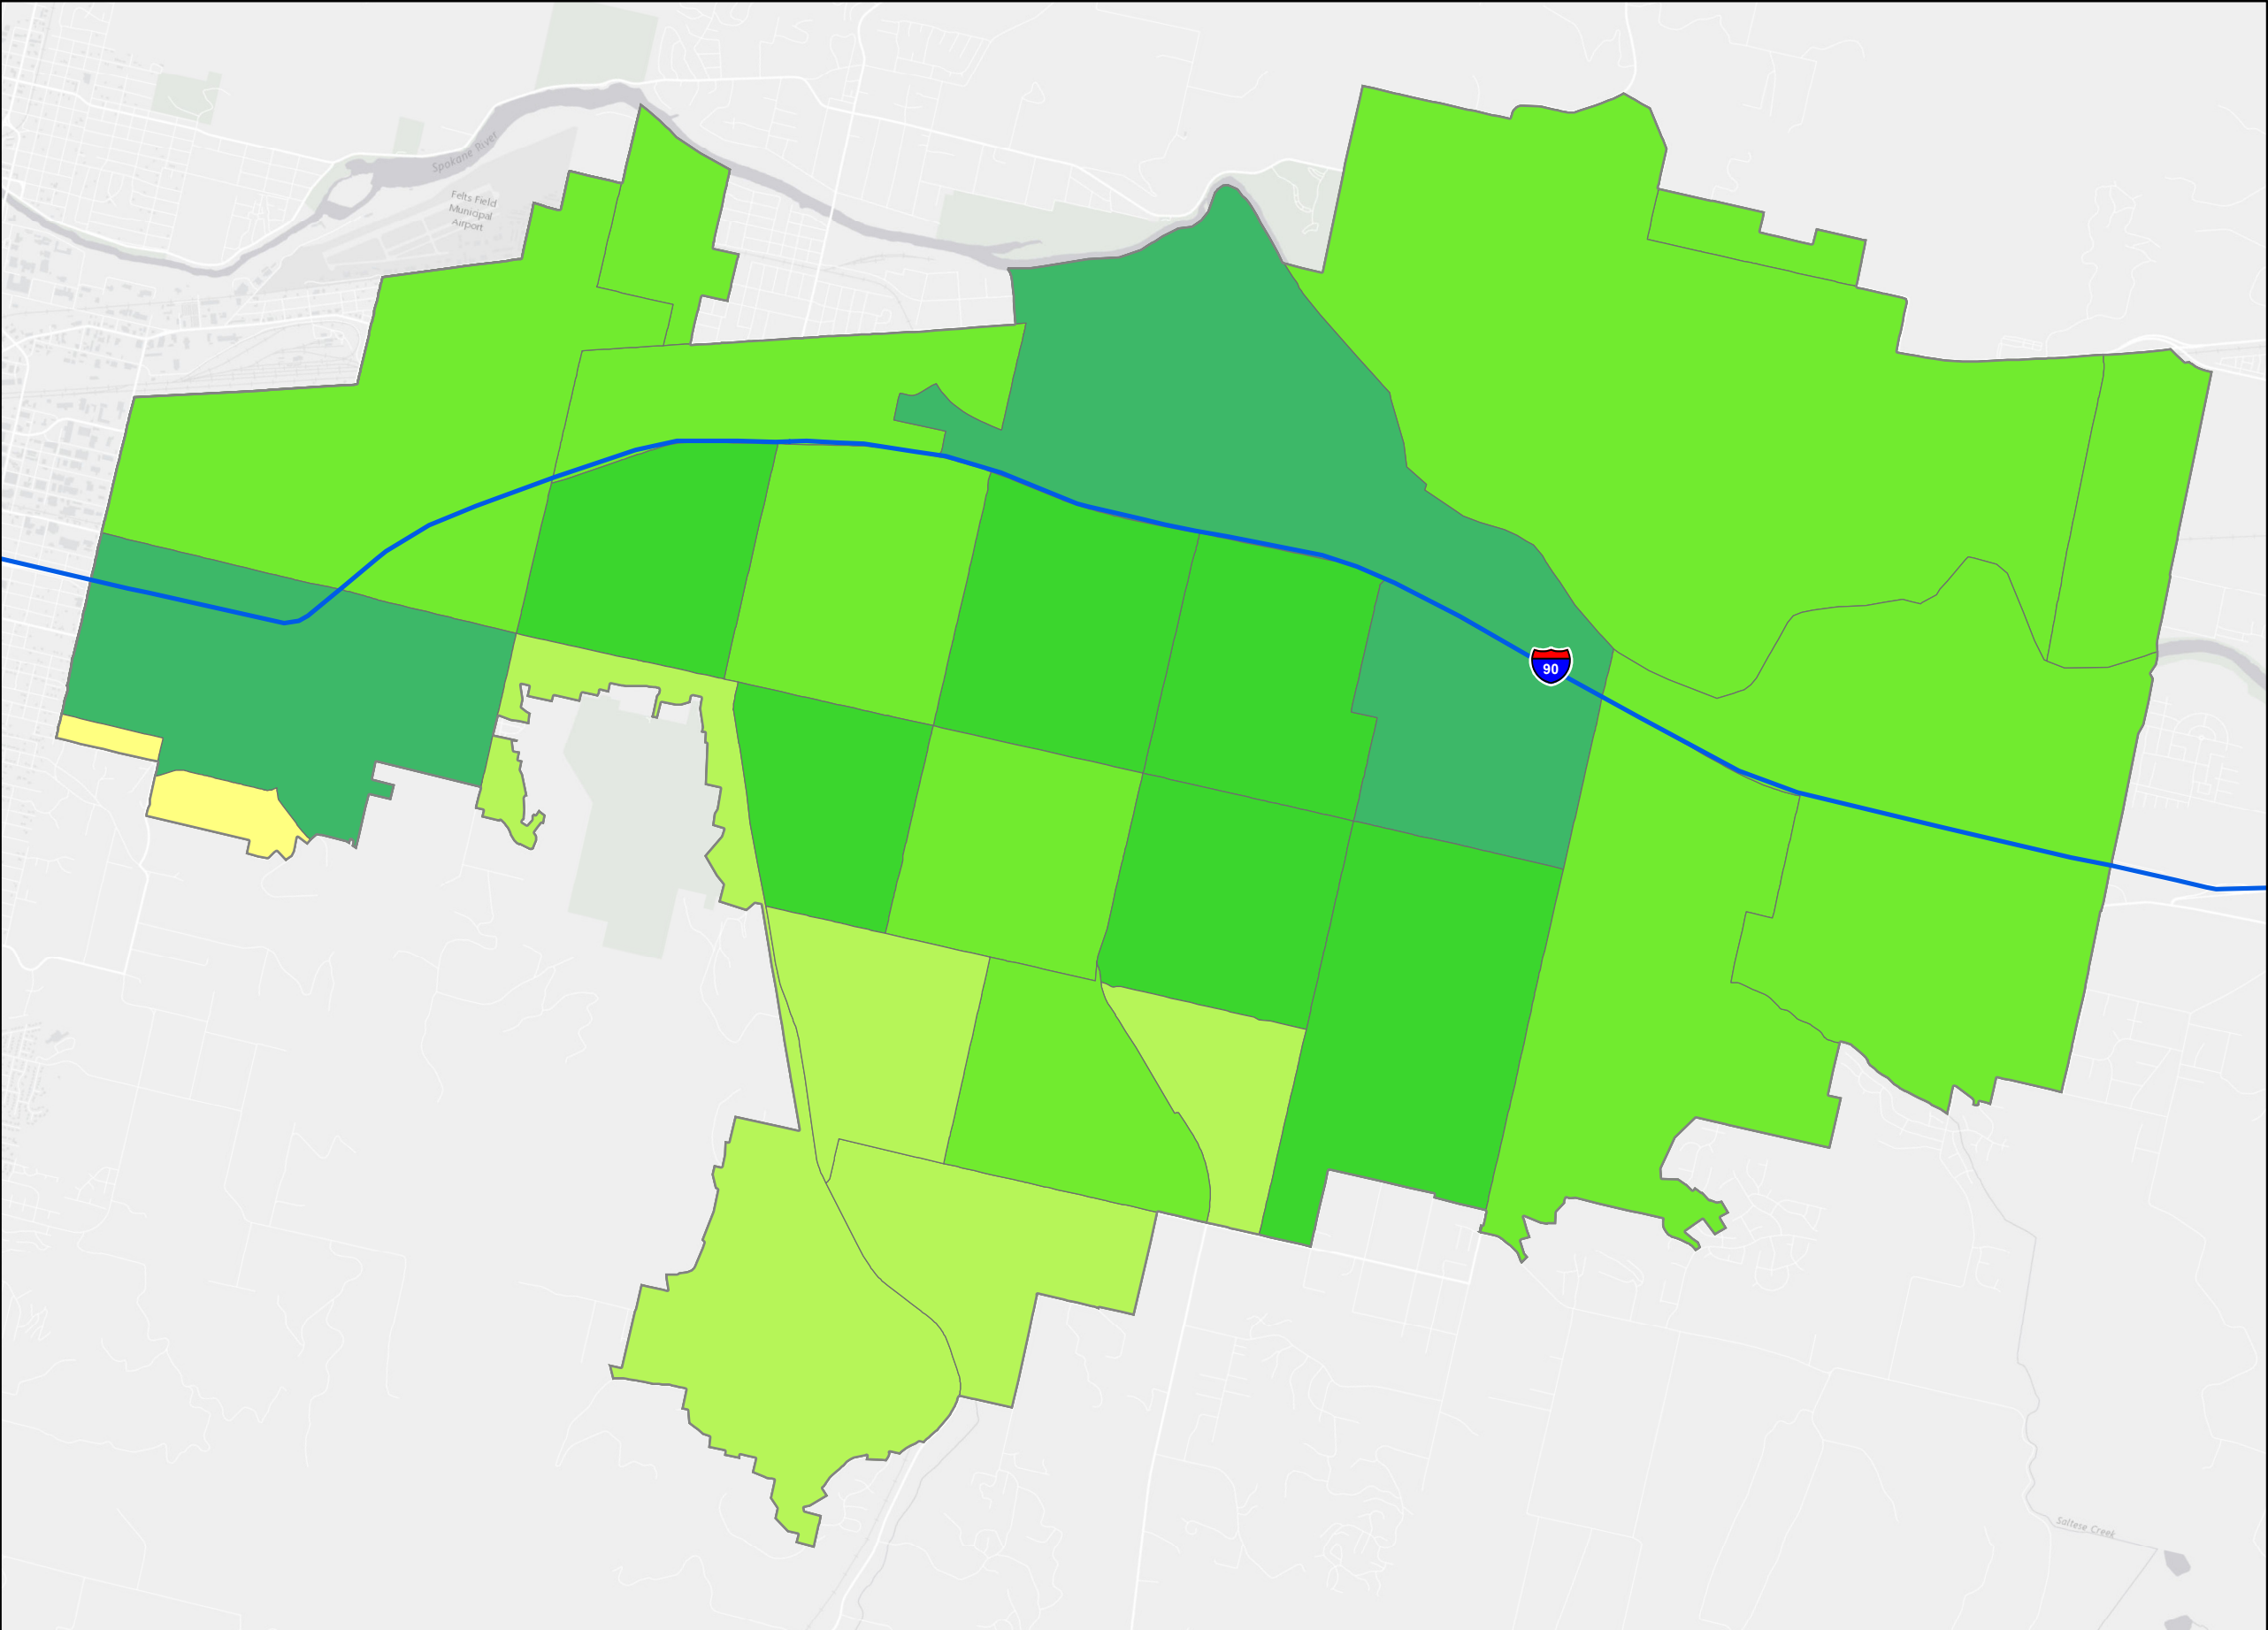 Spokane River
Felts Field
Municipal
Airport
90
Saltese Creek